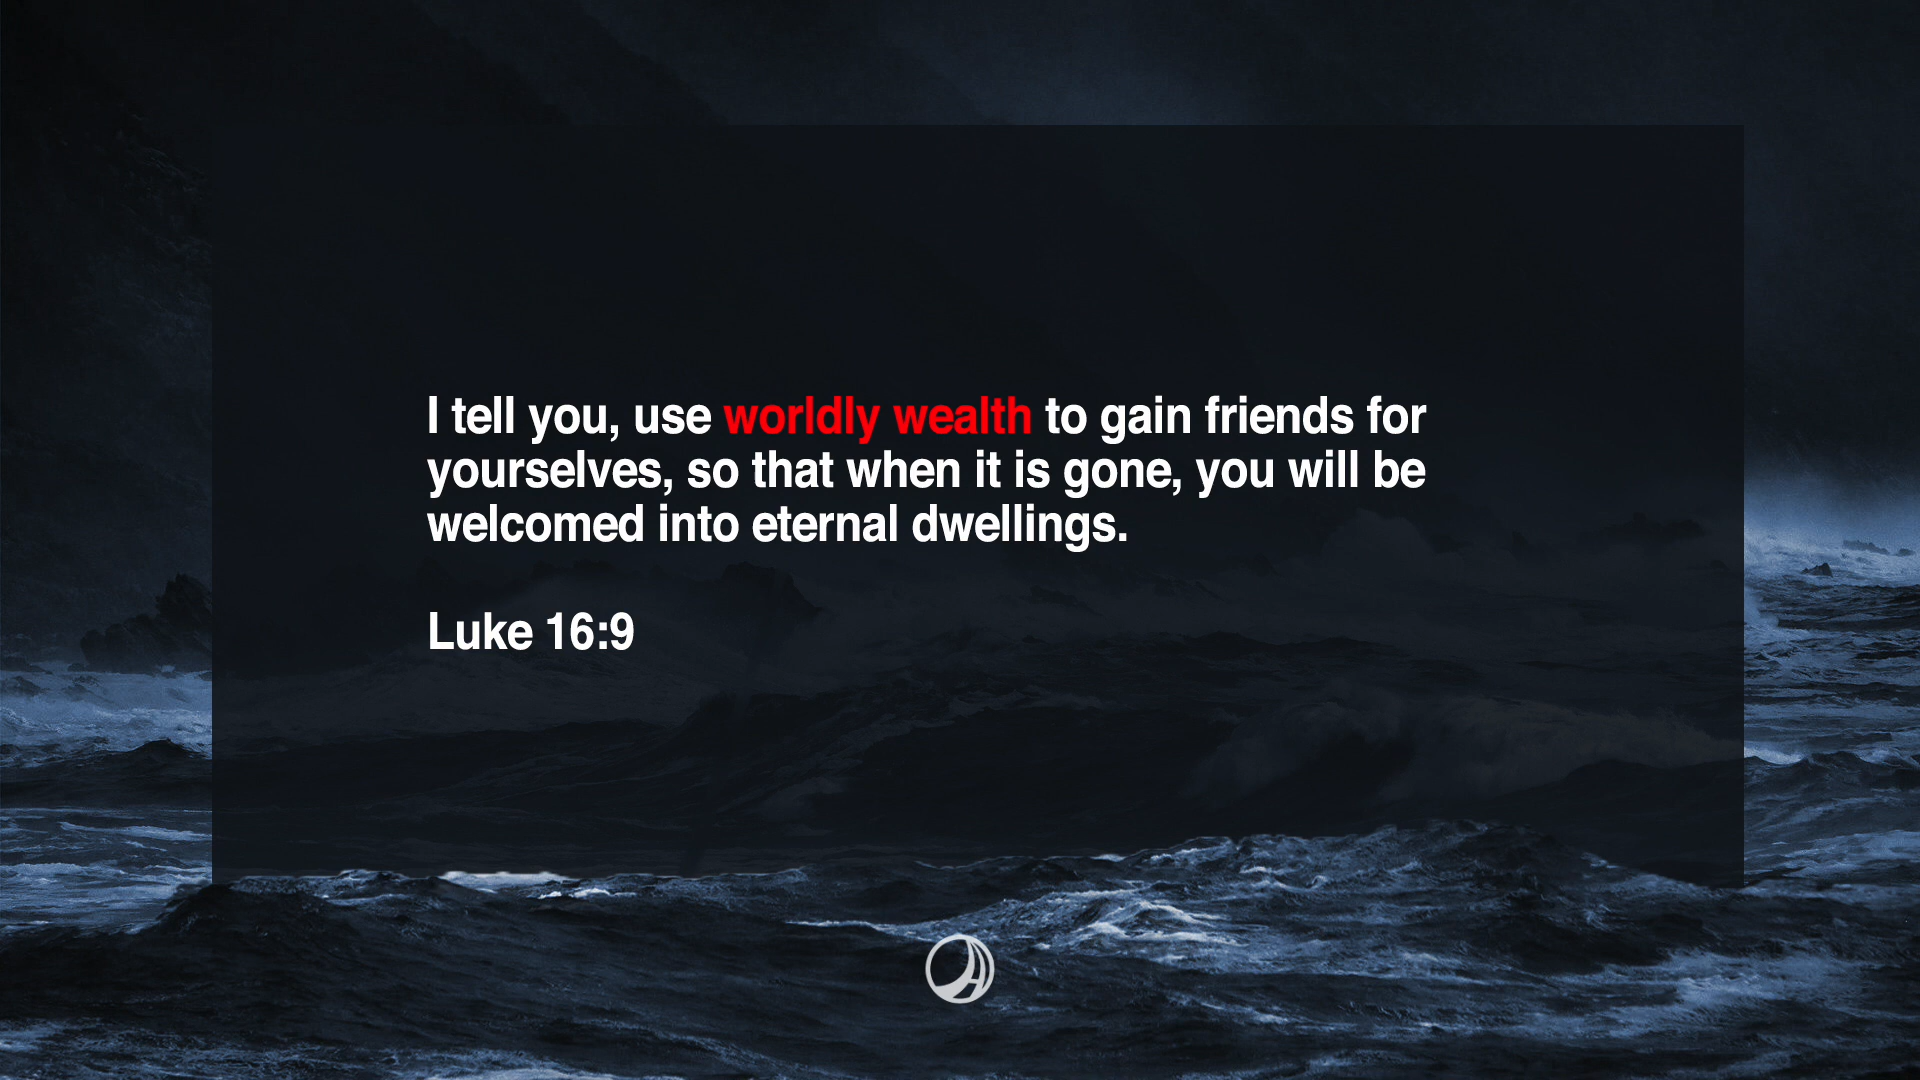 I tell you, use worldly wealth to gain friends for
yourselves, so that when it is gone, you will be
welcomed into eternal dwellings.
Luke 16:9